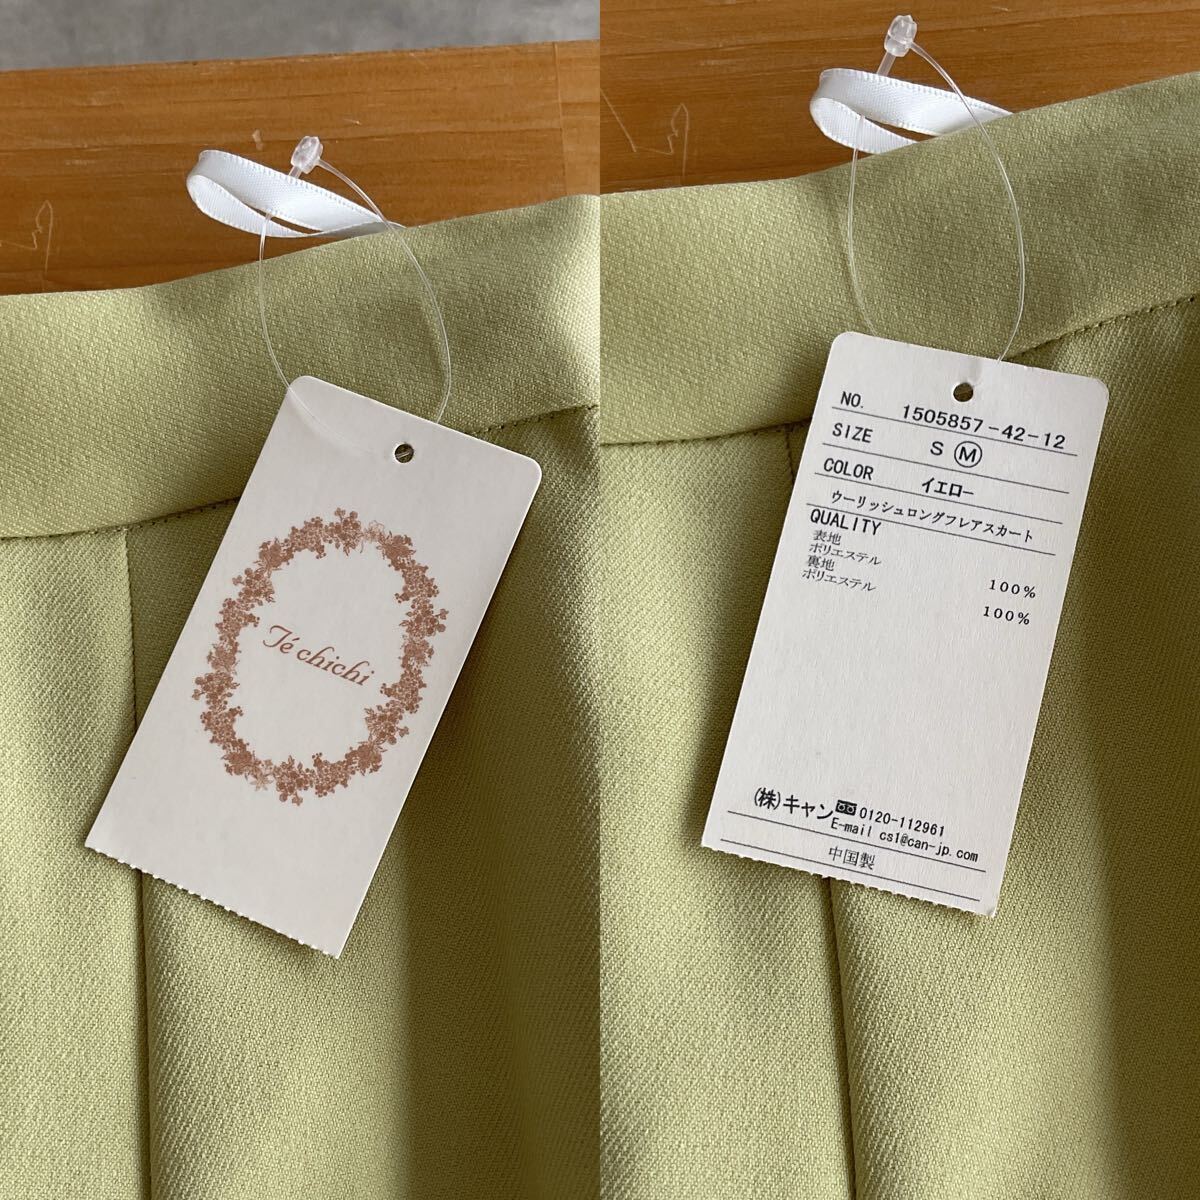 Té chichi
NO. 1505857-42-12
SIZE S M
COLOR イエロー
ウーリッシュロングフレアスカート
QUALITY
表地
ポリエステル 100%
裏地
ポリエステル 100%
(株)キャン 0120-112961
E-mail cs1@can-jp.com
中国製